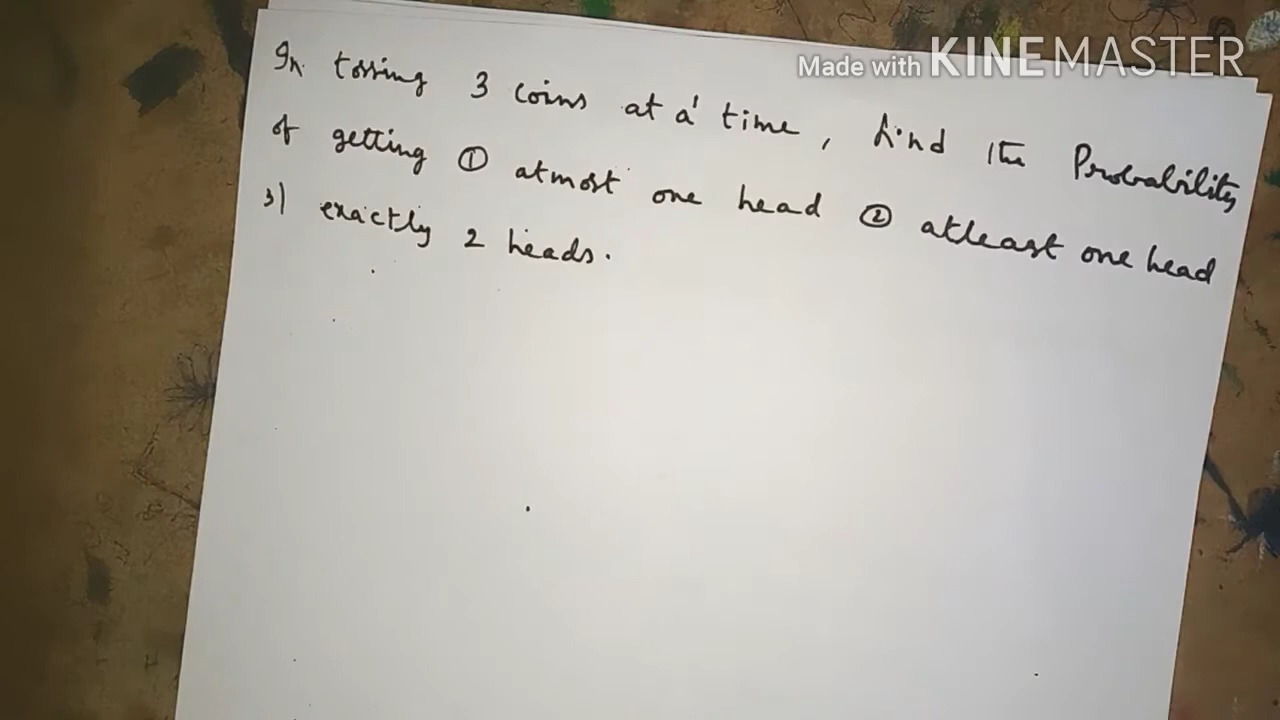 Made with KINEMASTER
In tossing 3 coins at a time, find the Probability
of getting ① atmost one head ② atleast one head
3) exactly 2 heads.